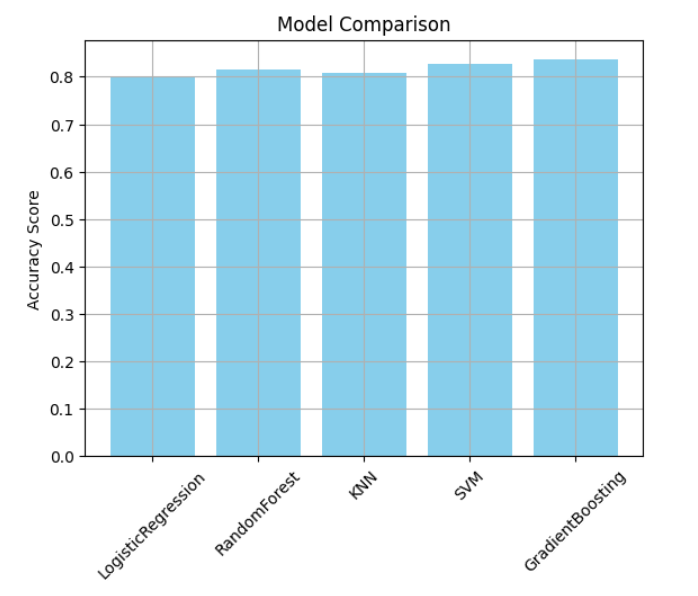 Model Comparison
Accuracy Score
0.8
0.7
0.6
0.5
0.4
0.3
0.2
0.1
0.0
LogisticRegression
RandomForest
KNN
SVM
GradientBoosting